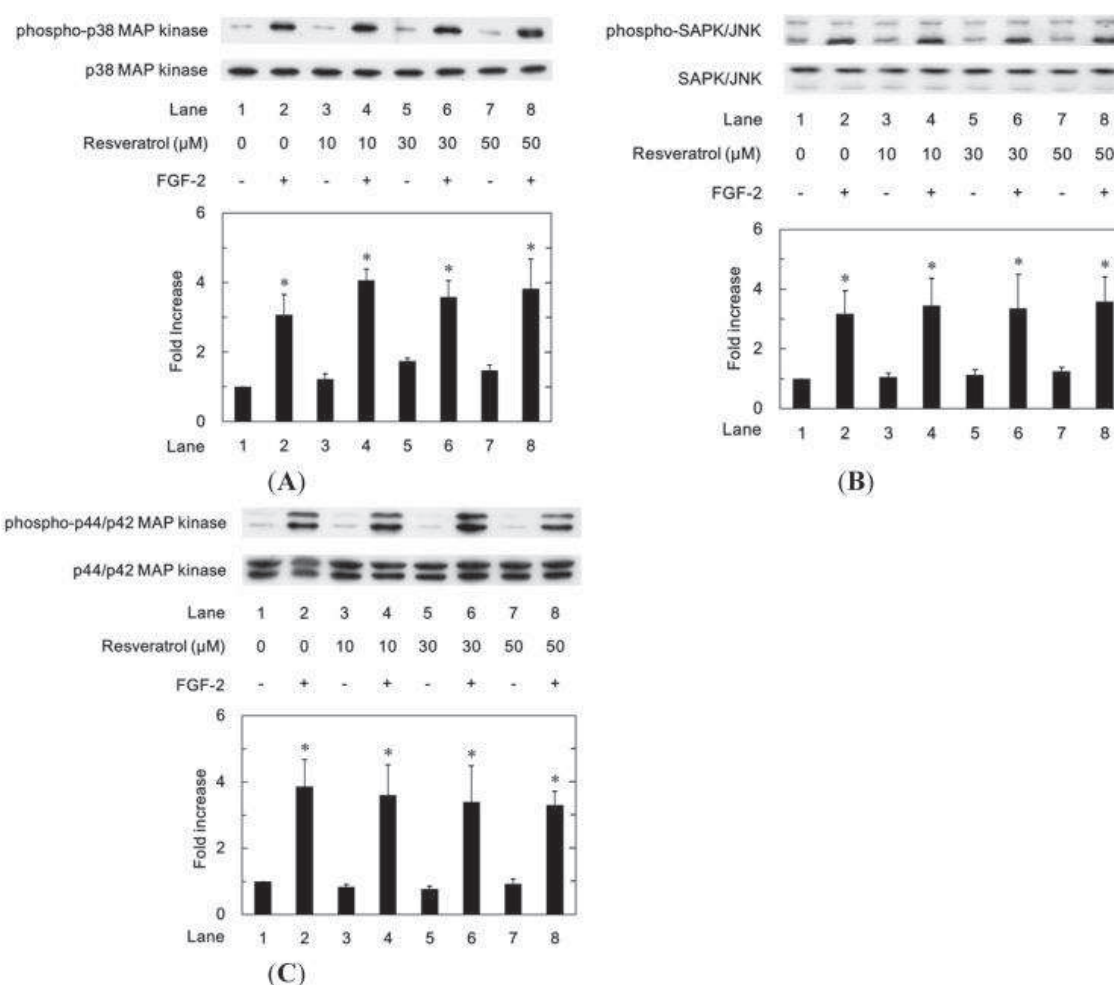 phospho-p38 MAP kinase
p38 MAP kinase
Lane 1 2 3 4 5 6 7 8
Resveratrol (µM) 0 0 10 10 30 30 50 50
FGF-2 - + - + - + - +
Fold Increase
6
4
2
0
* * * *
Lane 1 2 3 4 5 6 7 8
(A)
phospho-SAPK/JNK
SAPK/JNK
Lane 1 2 3 4 5 6 7 8
Resveratrol (µM) 0 0 10 10 30 30 50 50
FGF-2 - + - + - + - +
Fold increase
6
4
2
0
* * * *
Lane 1 2 3 4 5 6 7 8
(B)
phospho-p44/p42 MAP kinase
p44/p42 MAP kinase
Lane 1 2 3 4 5 6 7 8
Resveratrol (µM) 0 0 10 10 30 30 50 50
FGF-2 - + - + - + - +
Fold increase
6
4
2
0
* * * *
Lane 1 2 3 4 5 6 7 8
(C)